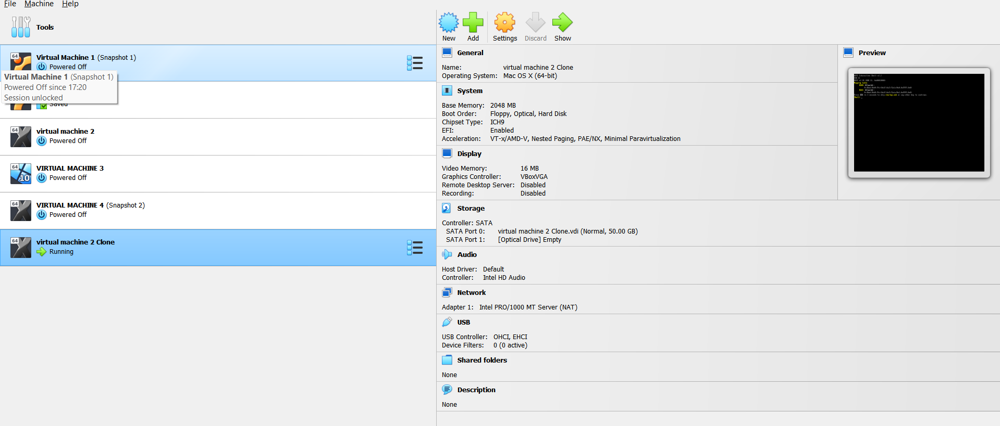 File Machine Help
Tools
New Add Settings Discard Show
64
Virtual Machine 1 (Snapshot 1)
Powered Off
Virtual Machine 1 (Snapshot 1)
Powered Off since 17:20
Session unlocked
Saved
64
virtual machine 2
Powered Off
64
10
VIRTUAL MACHINE 3
Powered Off
64
VIRTUAL MACHINE 4 (Snapshot 2)
Powered Off
64
virtual machine 2 Clone
Running
General
Name: virtual machine 2 Clone
Operating System: Mac OS X (64-bit)
System
Base Memory: 2048 MB
Boot Order: Floppy, Optical, Hard Disk
Chipset Type: ICH9
EFI: Enabled
Acceleration: VT-x/AMD-V, Nested Paging, PAE/NX, Minimal Paravirtualization
Display
Video Memory: 16 MB
Graphics Controller: VBoxVGA
Remote Desktop Server: Disabled
Recording: Disabled
Storage
Controller: SATA
SATA Port 0: virtual machine 2 Clone.vdi (Normal, 50.00 GB)
SATA Port 1: [Optical Drive] Empty
Audio
Host Driver: Default
Controller: Intel HD Audio
Network
Adapter 1: Intel PRO/1000 MT Server (NAT)
USB
USB Controller: OHCI, EHCI
Device Filters: 0 (0 active)
Shared folders
None
Description
None
Preview
Mapping table